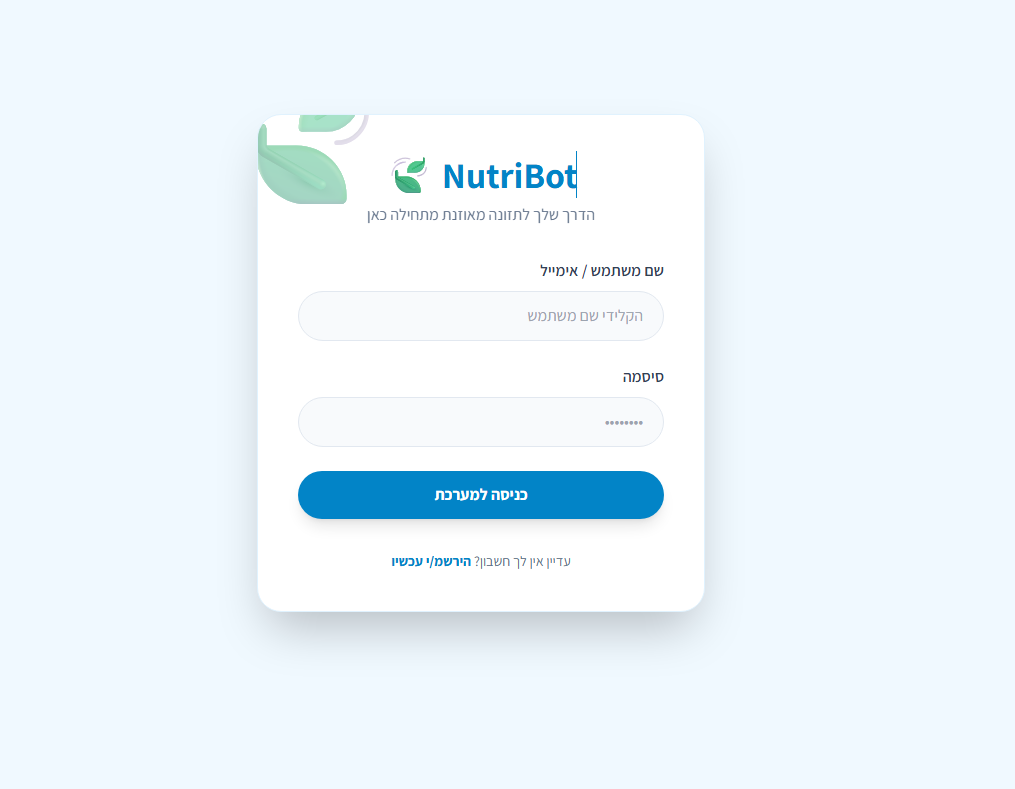 NutriBot
הדרך שלך לתזונה מאוזנת מתחילה כאן
שם משתמש / אימייל
הקלידי שם משתמש
סיסמה
••••••••
כניסה למערכת
עדיין אין לך חשבון? הירשמ/י עכשיו